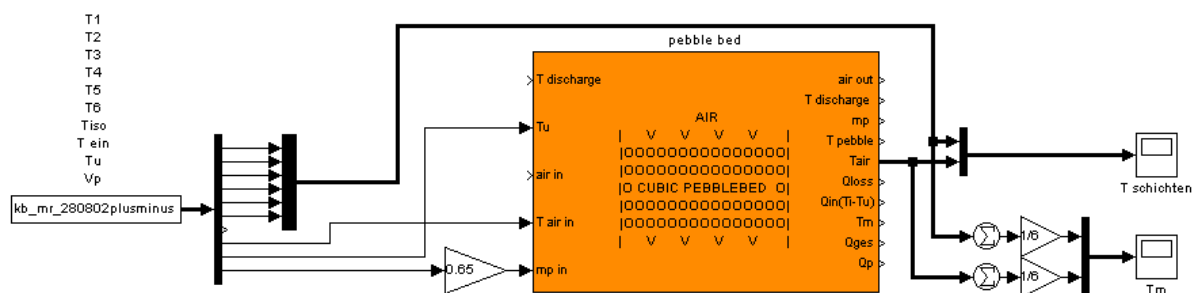 T1
T2
T3
T4
T5
T6
Tiso
T ein
Tu
Vp
kb_mr_280802plusminus
0.65
pebble bed
T discharge
Tu
air in
T air in
mp in
AIR
| V V V V |
|OOOOOOOOOOOOOOO|
|OOOOOOOOOOOOOOO|
|O CUBIC PEBBLEBED O|
|OOOOOOOOOOOOOOO|
|OOOOOOOOOOOOOOO|
| V V V V |
air out
T discharge
mp
T pebble
Tair
Qloss
Qin(Ti-Tu)
Tm
Qges
Qp
T schichten
Σ
1/6
Σ
1/6
Tm